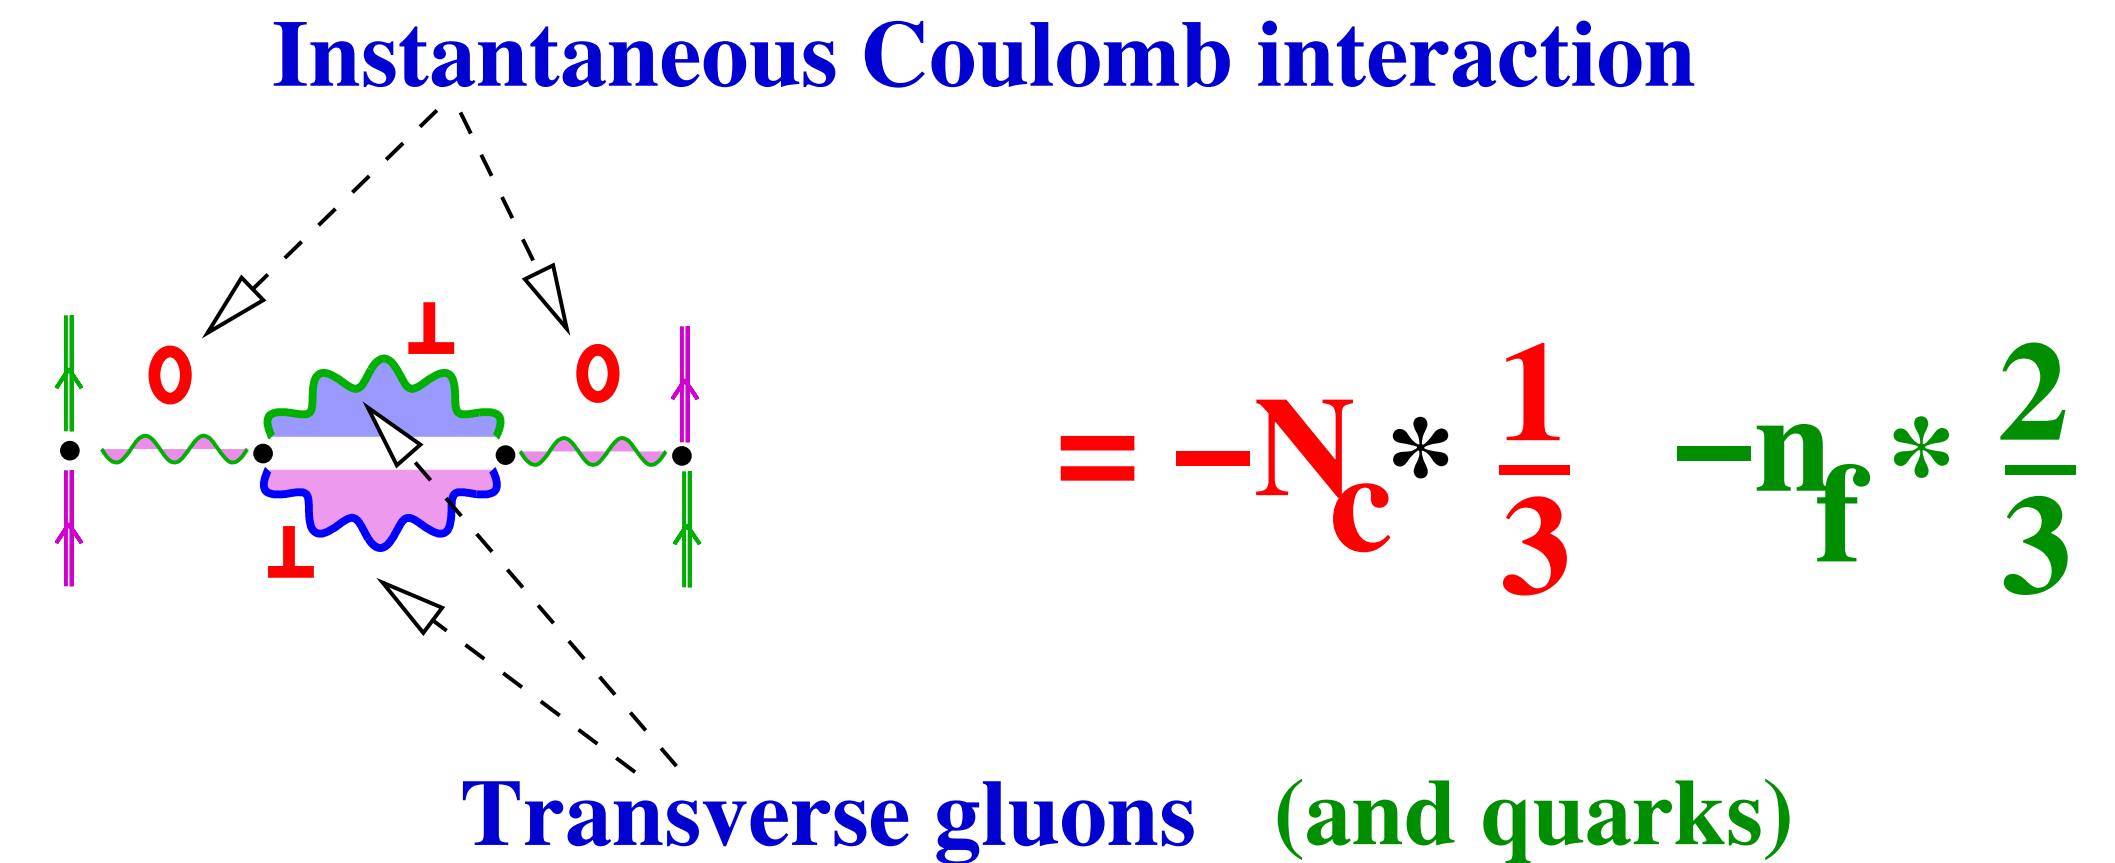 Instantaneous Coulomb interaction
0 ⊥ 0
⊥
= −N_c * 1/3 −n_f * 2/3
Transverse gluons (and quarks)